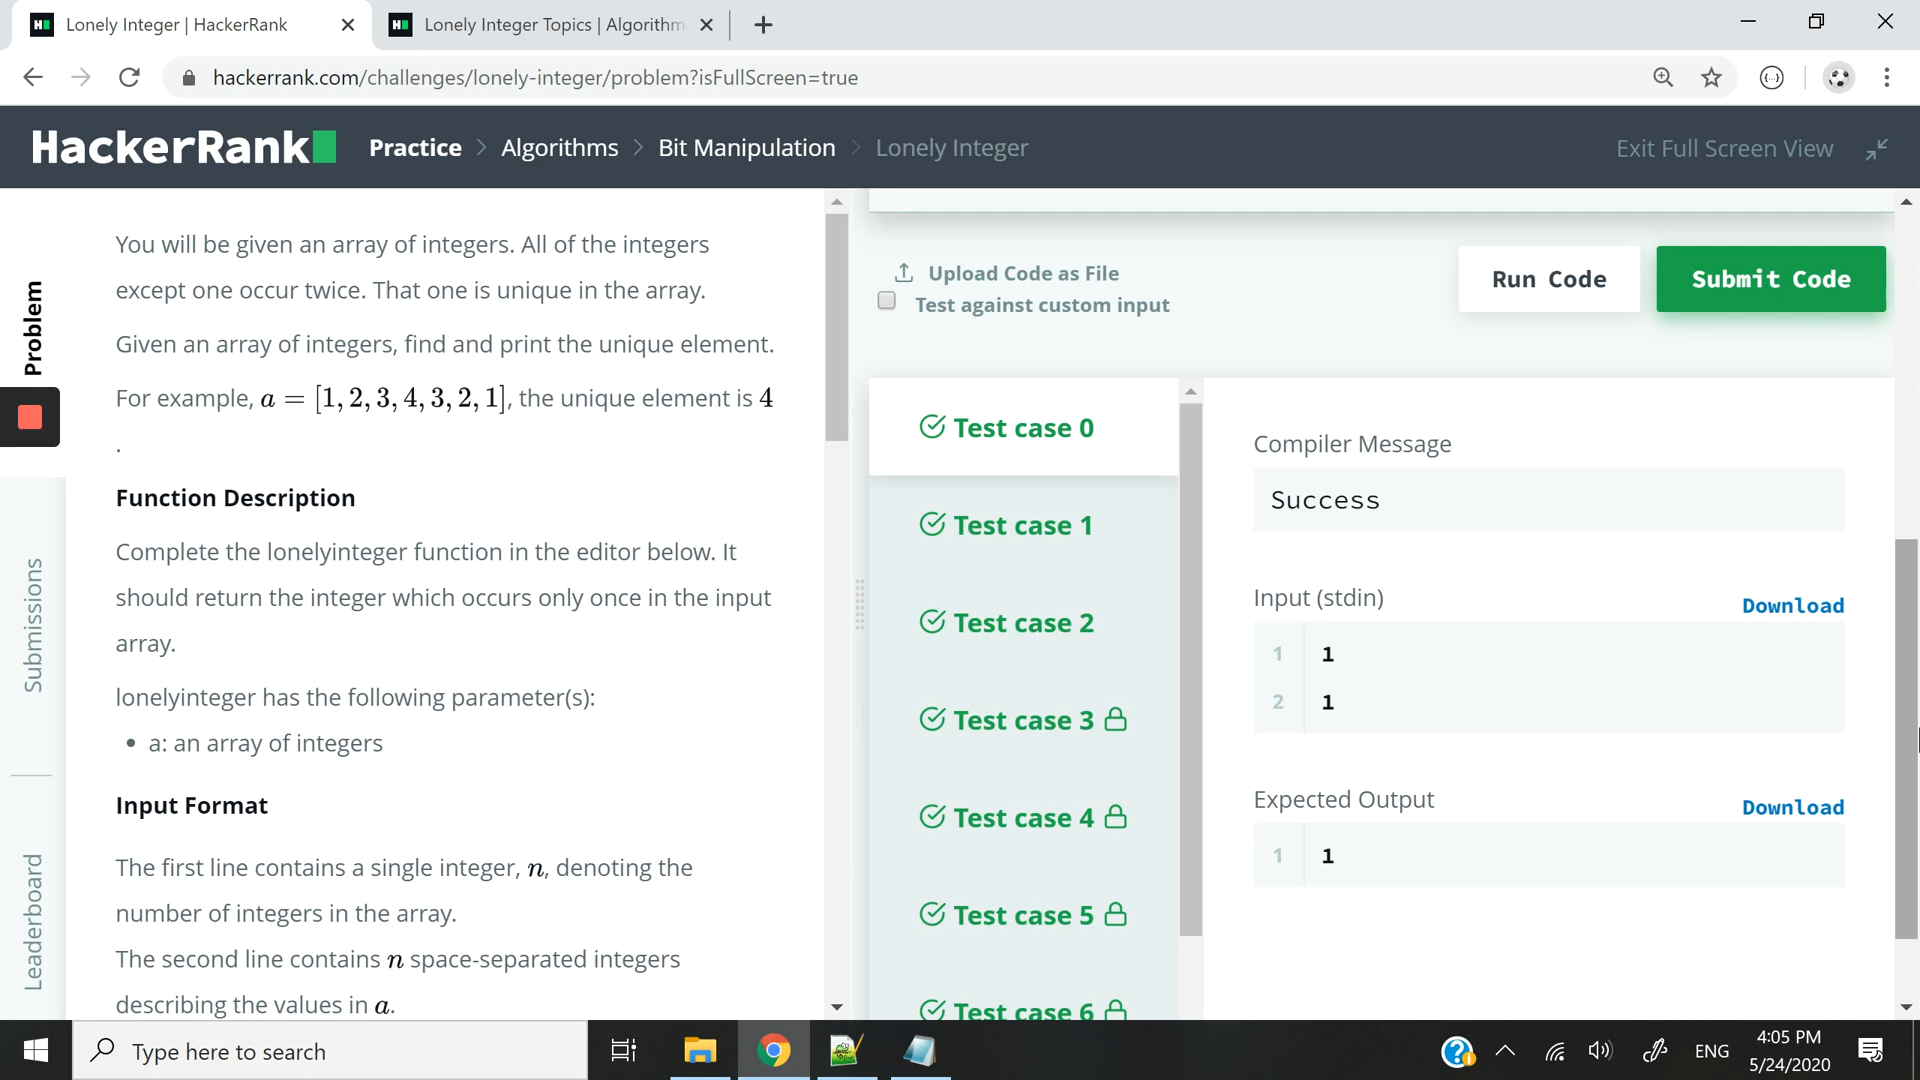 Lonely Integer | HackerRank
Lonely Integer Topics | Algorithm
hackerrank.com/challenges/lonely-integer/problem?isFullScreen=true
HackerRank
Practice > Algorithms > Bit Manipulation > Lonely Integer
Exit Full Screen View
Problem
Submissions
Leaderboard
You will be given an array of integers. All of the integers
except one occur twice. That one is unique in the array.
Given an array of integers, find and print the unique element.
For example, a = [1, 2, 3, 4, 3, 2, 1], the unique element is 4
.
Function Description
Complete the lonelyinteger function in the editor below. It
should return the integer which occurs only once in the input
array.
lonelyinteger has the following parameter(s):
• a: an array of integers
Input Format
The first line contains a single integer, n, denoting the
number of integers in the array.
The second line contains n space-separated integers
describing the values in a.
Upload Code as File
Test against custom input
Run Code
Submit Code
Test case 0
Test case 1
Test case 2
Test case 3
Test case 4
Test case 5
Test case 6
Compiler Message
Success
Input (stdin)
Download
1 1
2 1
Expected Output
Download
1 1
Type here to search
ENG
4:05 PM
5/24/2020